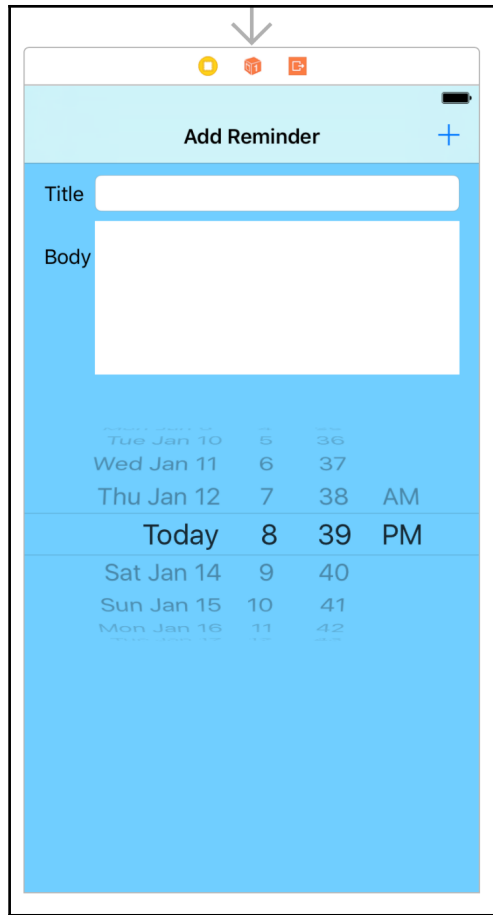 Add Reminder +
Title
Body
Tue Jan 10 5 36
Wed Jan 11 6 37
Thu Jan 12 7 38 AM
Today 8 39 PM
Sat Jan 14 9 40
Sun Jan 15 10 41
Mon Jan 16 11 42